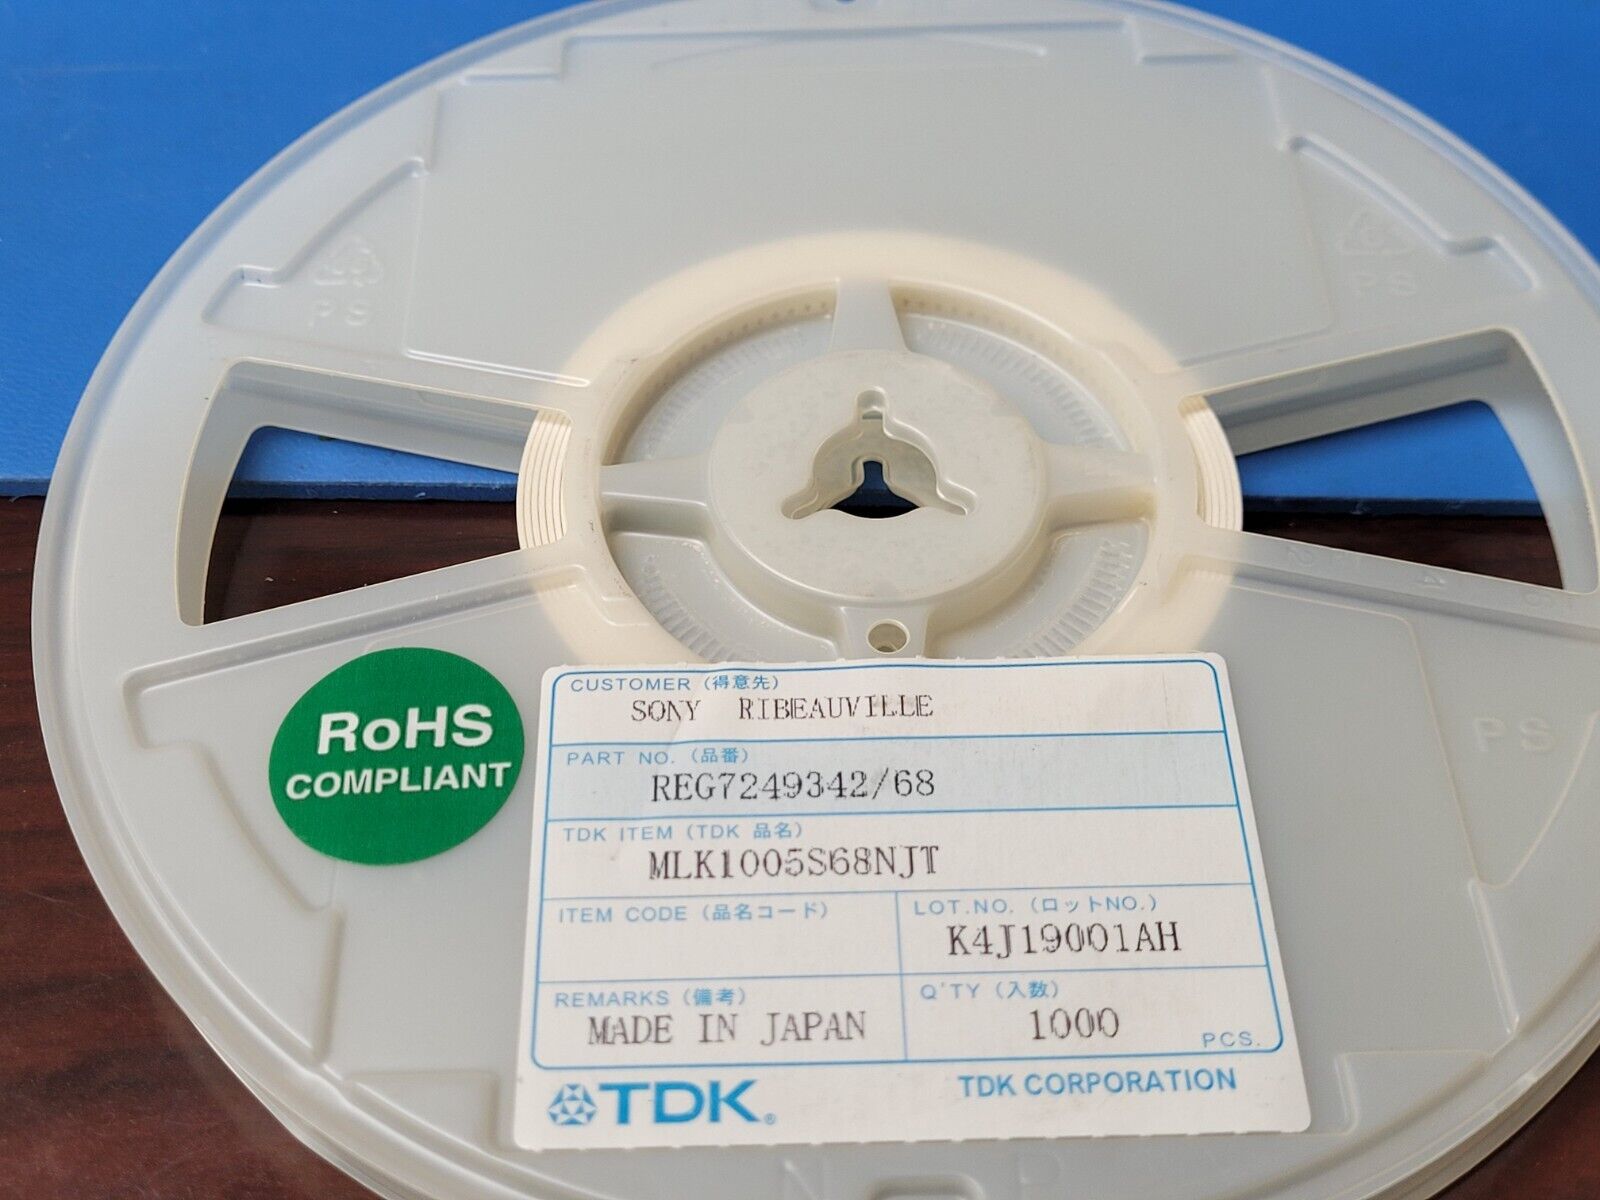 PS
PS
PS
RoHS
COMPLIANT
CUSTOMER (得意先)
SONY RIBEAUVILLE
PART NO. (品番)
REG7249342/68
TDK ITEM (TDK 品名)
MLK1005S68NJT
ITEM CODE (品名コード)
LOT.NO. (ロットNO.)
K4J19001AH
REMARKS (備考)
MADE IN JAPAN
Q'TY (入数)
1000
PCS.
TDK®
TDK CORPORATION